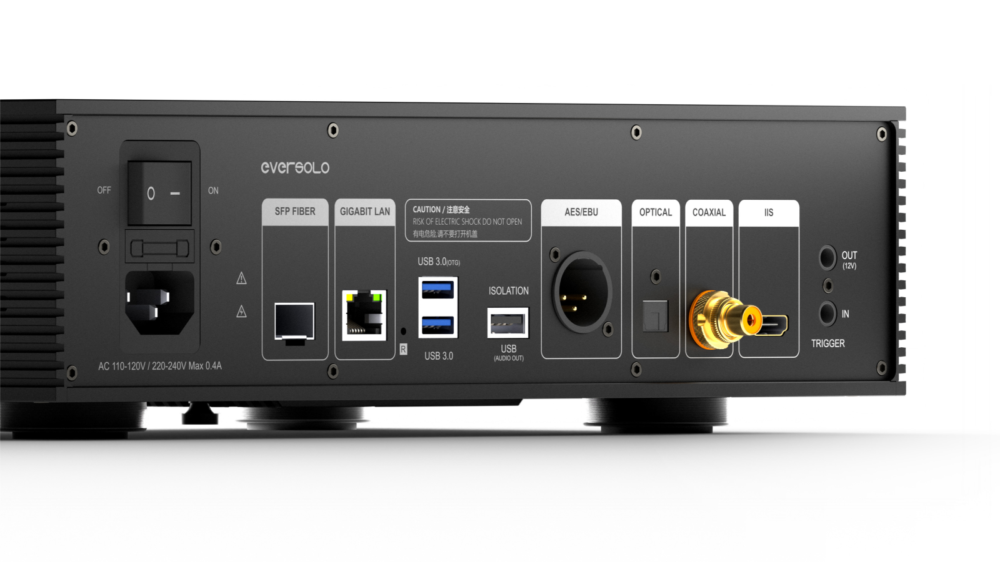 eversolo
OFF
O
ON
AC 110-120V / 220-240V Max 0.4A
SFP FIBER
GIGABIT LAN
R
CAUTION / 注意安全
RISK OF ELECTRIC SHOCK DO NOT OPEN
有电危险,请不要打开机盖
USB 3.0(OTG)
USB 3.0
ISOLATION
USB
(AUDIO OUT)
AES/EBU
OPTICAL
COAXIAL
IIS
OUT
(12V)
IN
TRIGGER